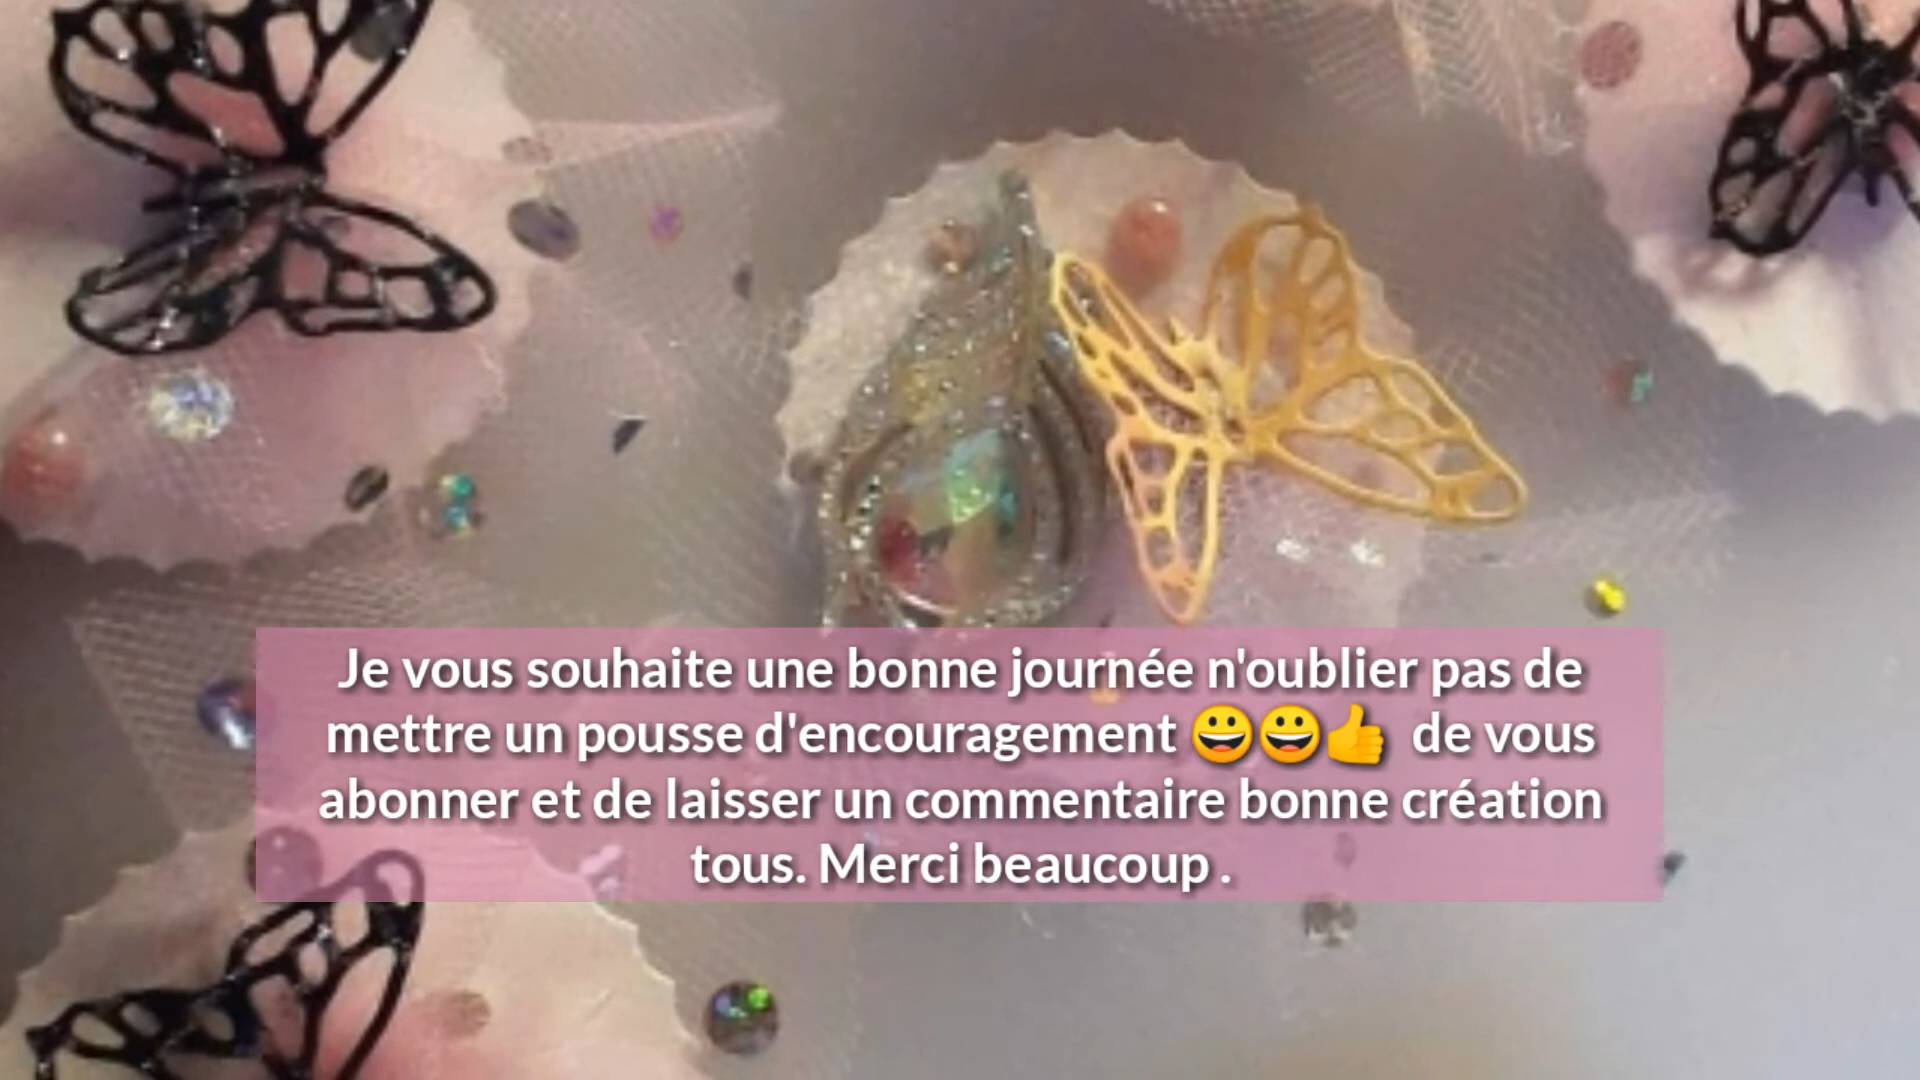 Je vous souhaite une bonne journée n'oublier pas de
mettre un pousse d'encouragement 😀😀👍 de vous
abonner et de laisser un commentaire bonne création
tous. Merci beaucoup .